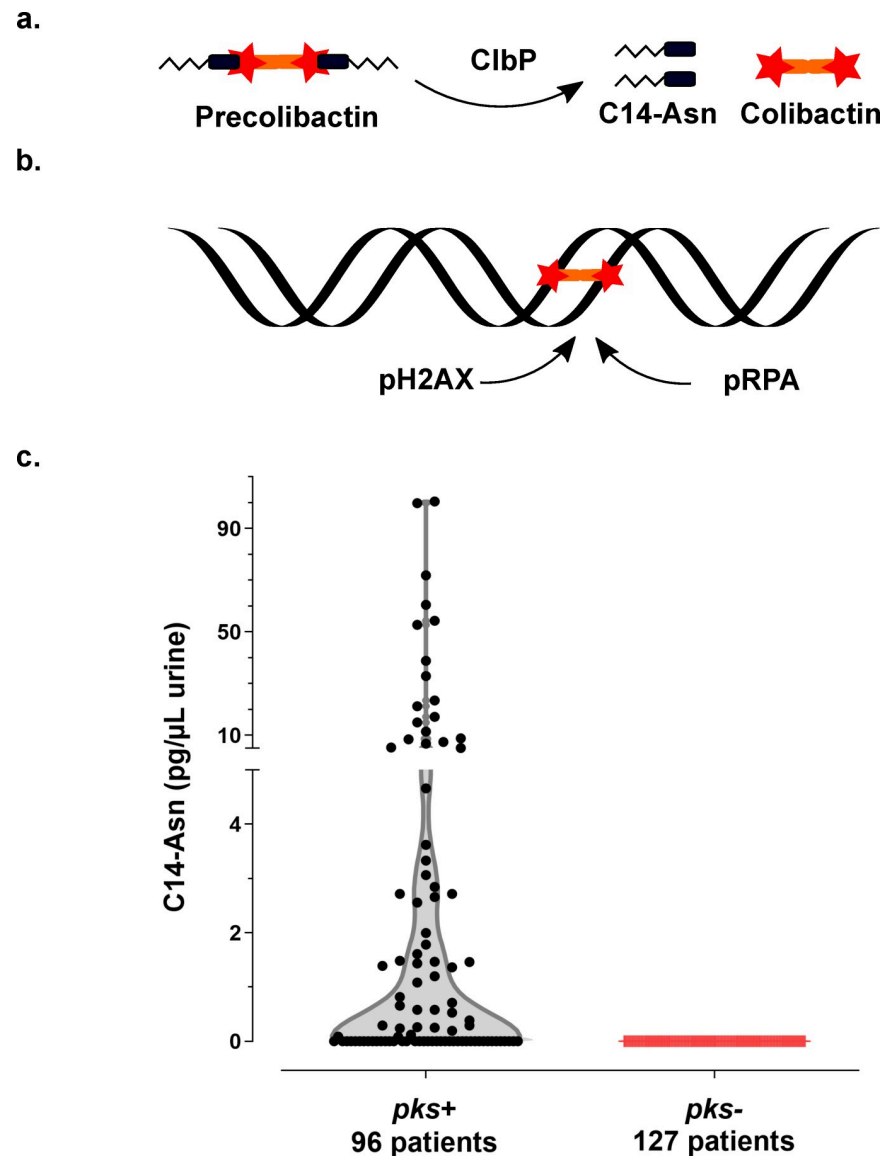 a.
ClbP
Precolibactin
C14-Asn
Colibactin
b.
pH2AX
pRPA
c.
C14-Asn (pg/µL urine)
90
50
10
4
2
0
pks+
96 patients
pks-
127 patients